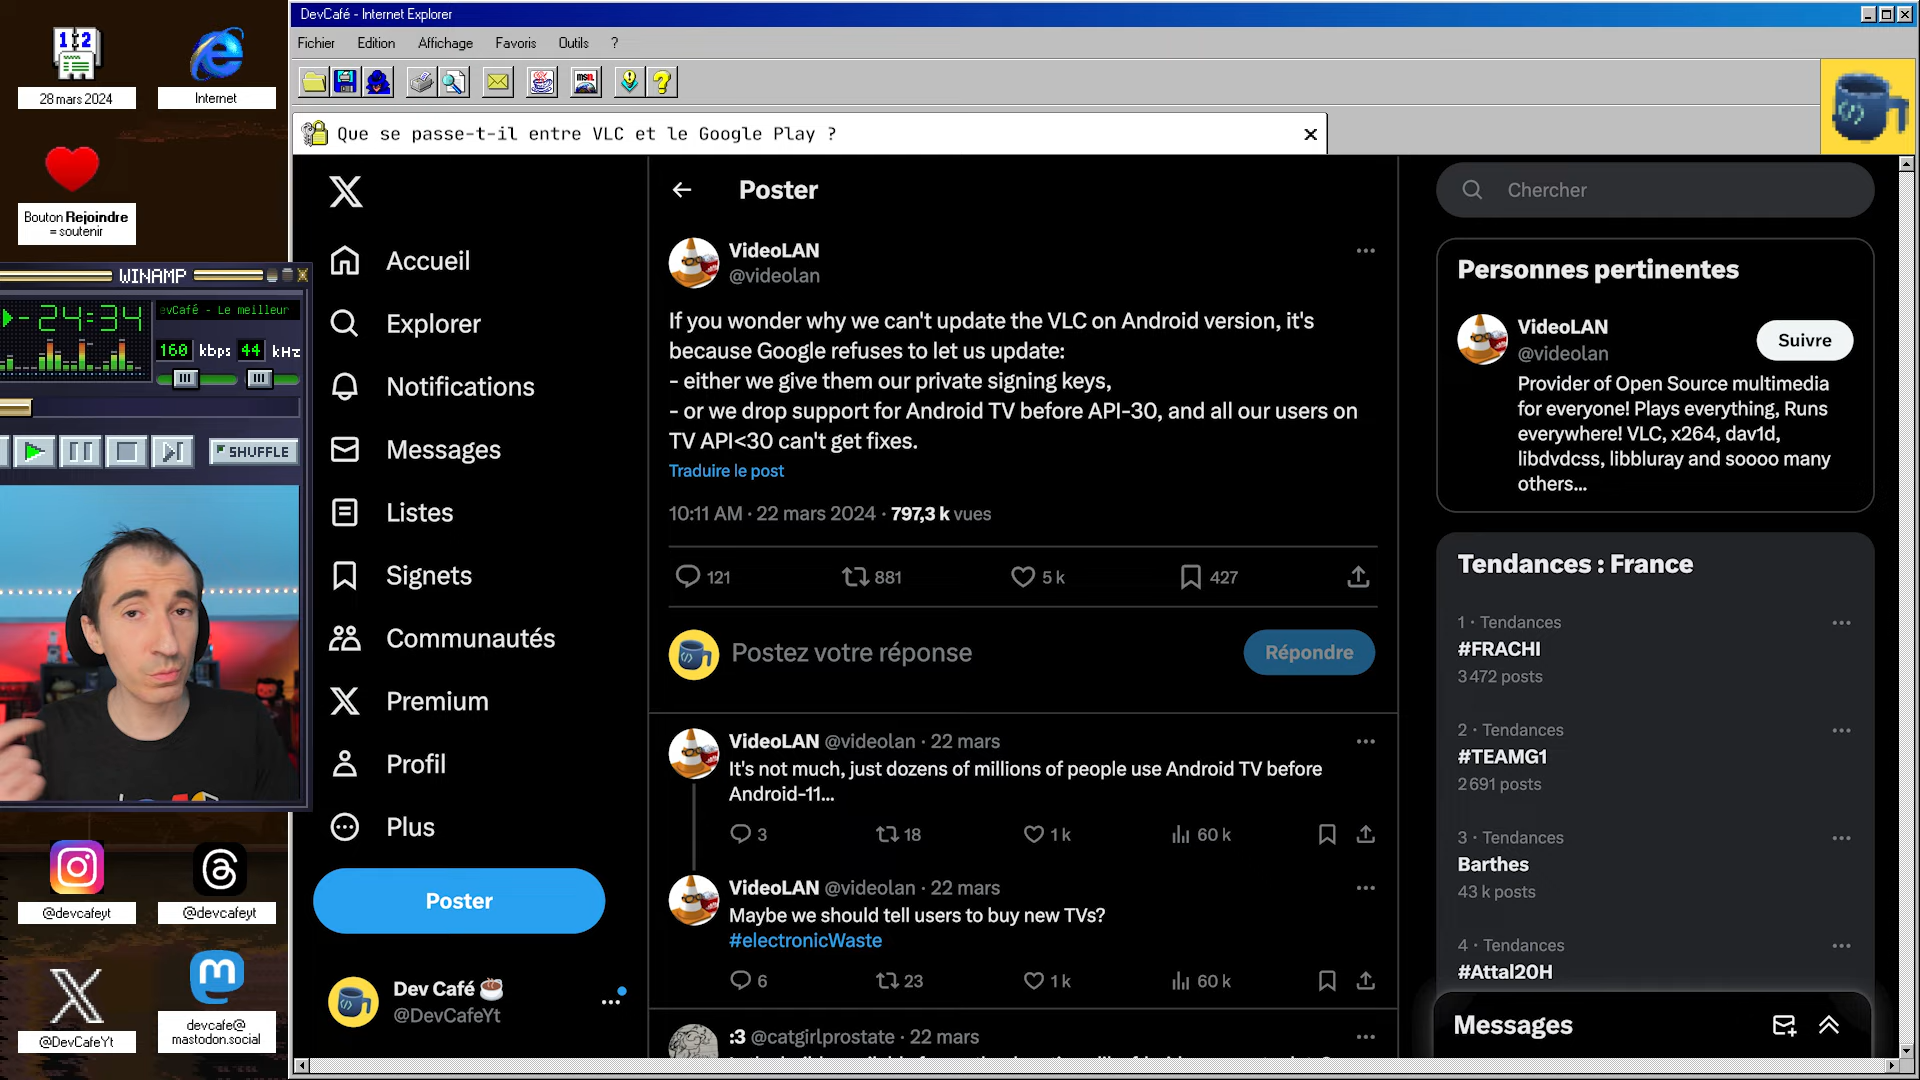 DevCafé - Internet Explorer
Fichier Edition Affichage Favoris Outils ?
28 mars 2024
Internet
Bouton Rejoindre
= soutenir
Que se passe-t-il entre VLC et le Google Play ?
WINAMP
-24:34
evCafé - Le meilleur
160 kbps 44 kHz
SHUFFLE
@devcafeyt
@devcafeyt
@DevCafeYt
devcafe@
mastodon.social
Accueil
Explorer
Notifications
Messages
Listes
Signets
Communautés
Premium
Profil
Plus
Poster
Dev Café
@DevCafeYt
Poster
VideoLAN
@videolan
If you wonder why we can't update the VLC on Android version, it's
because Google refuses to let us update:
- either we give them our private signing keys,
- or we drop support for Android TV before API-30, and all our users on
TV API<30 can't get fixes.
Traduire le post
10:11 AM · 22 mars 2024 · 797,3 k vues
121 881 5 k 427
Postez votre réponse
Répondre
VideoLAN @videolan · 22 mars
It's not much, just dozens of millions of people use Android TV before
Android-11...
3 18 1 k 60 k
VideoLAN @videolan · 22 mars
Maybe we should tell users to buy new TVs?
#electronicWaste
6 23 1 k 60 k
:3 @catgirlprostate · 22 mars
Chercher
Personnes pertinentes
VideoLAN
@videolan
Suivre
Provider of Open Source multimedia
for everyone! Plays everything, Runs
everywhere! VLC, x264, dav1d,
libdvdcss, libbluray and soooo many
others...
Tendances : France
1 · Tendances
#FRACHI
3 472 posts
2 · Tendances
#TEAMG1
2 691 posts
3 · Tendances
Barthes
43 k posts
4 · Tendances
#Attal20H
Messages